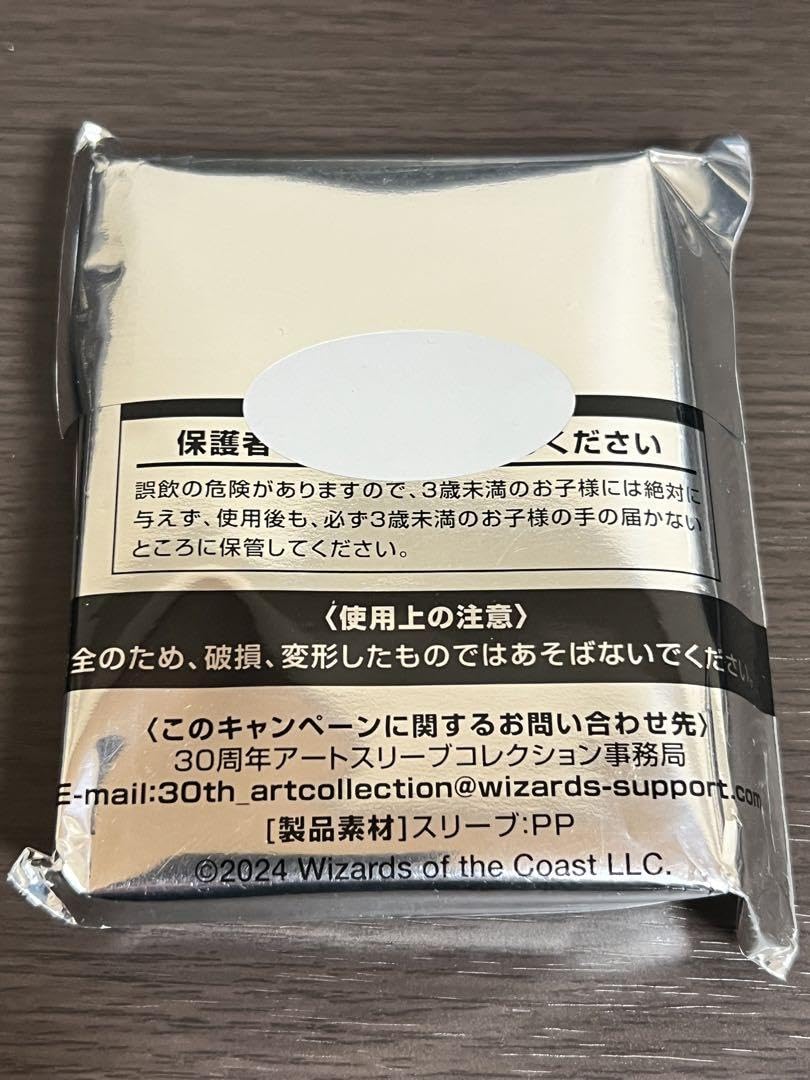 保護者 ください
誤飲の危険がありますので、3歳未満のお子様には絶対に
与えず、使用後も、必ず3歳未満のお子様の手の届かない
ところに保管してください。
〈使用上の注意〉
全のため、破損、変形したものではあそばないでください。
〈このキャンペーンに関するお問い合わせ先〉
30周年アートスリーブコレクション事務局
E-mail:30th_artcollection@wizards-support.com
[製品素材]スリーブ:PP
©2024 Wizards of the Coast LLC.